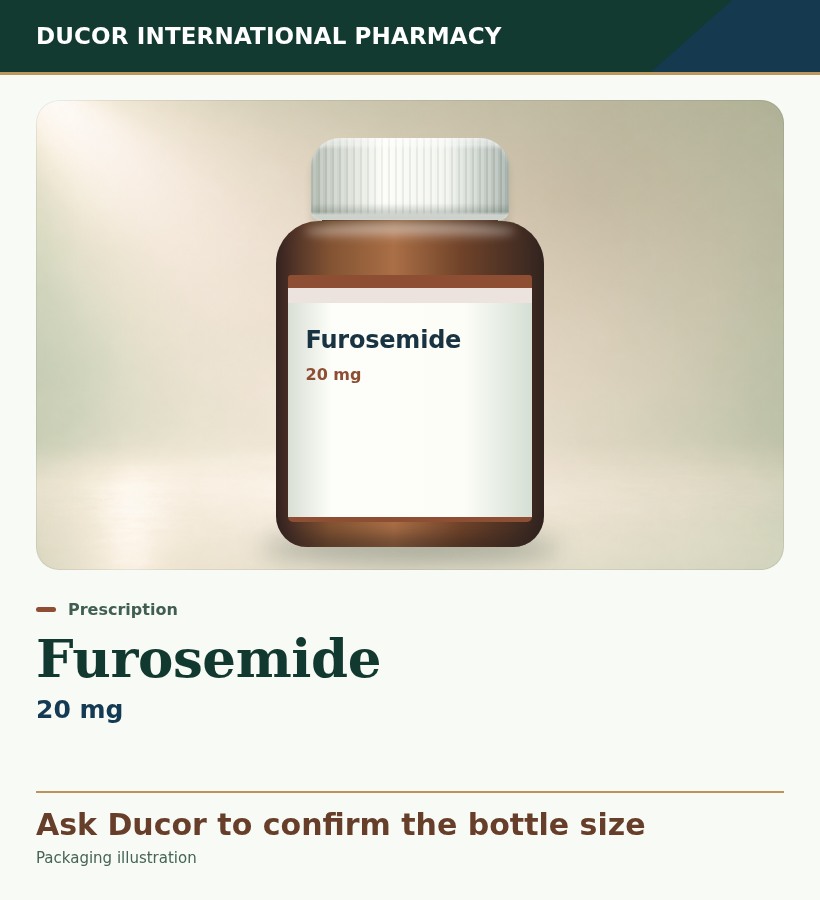 DUCOR INTERNATIONAL PHARMACY
Furosemide
20 mg
Prescription
Furosemide
20 mg
Ask Ducor to confirm the bottle size
Packaging illustration